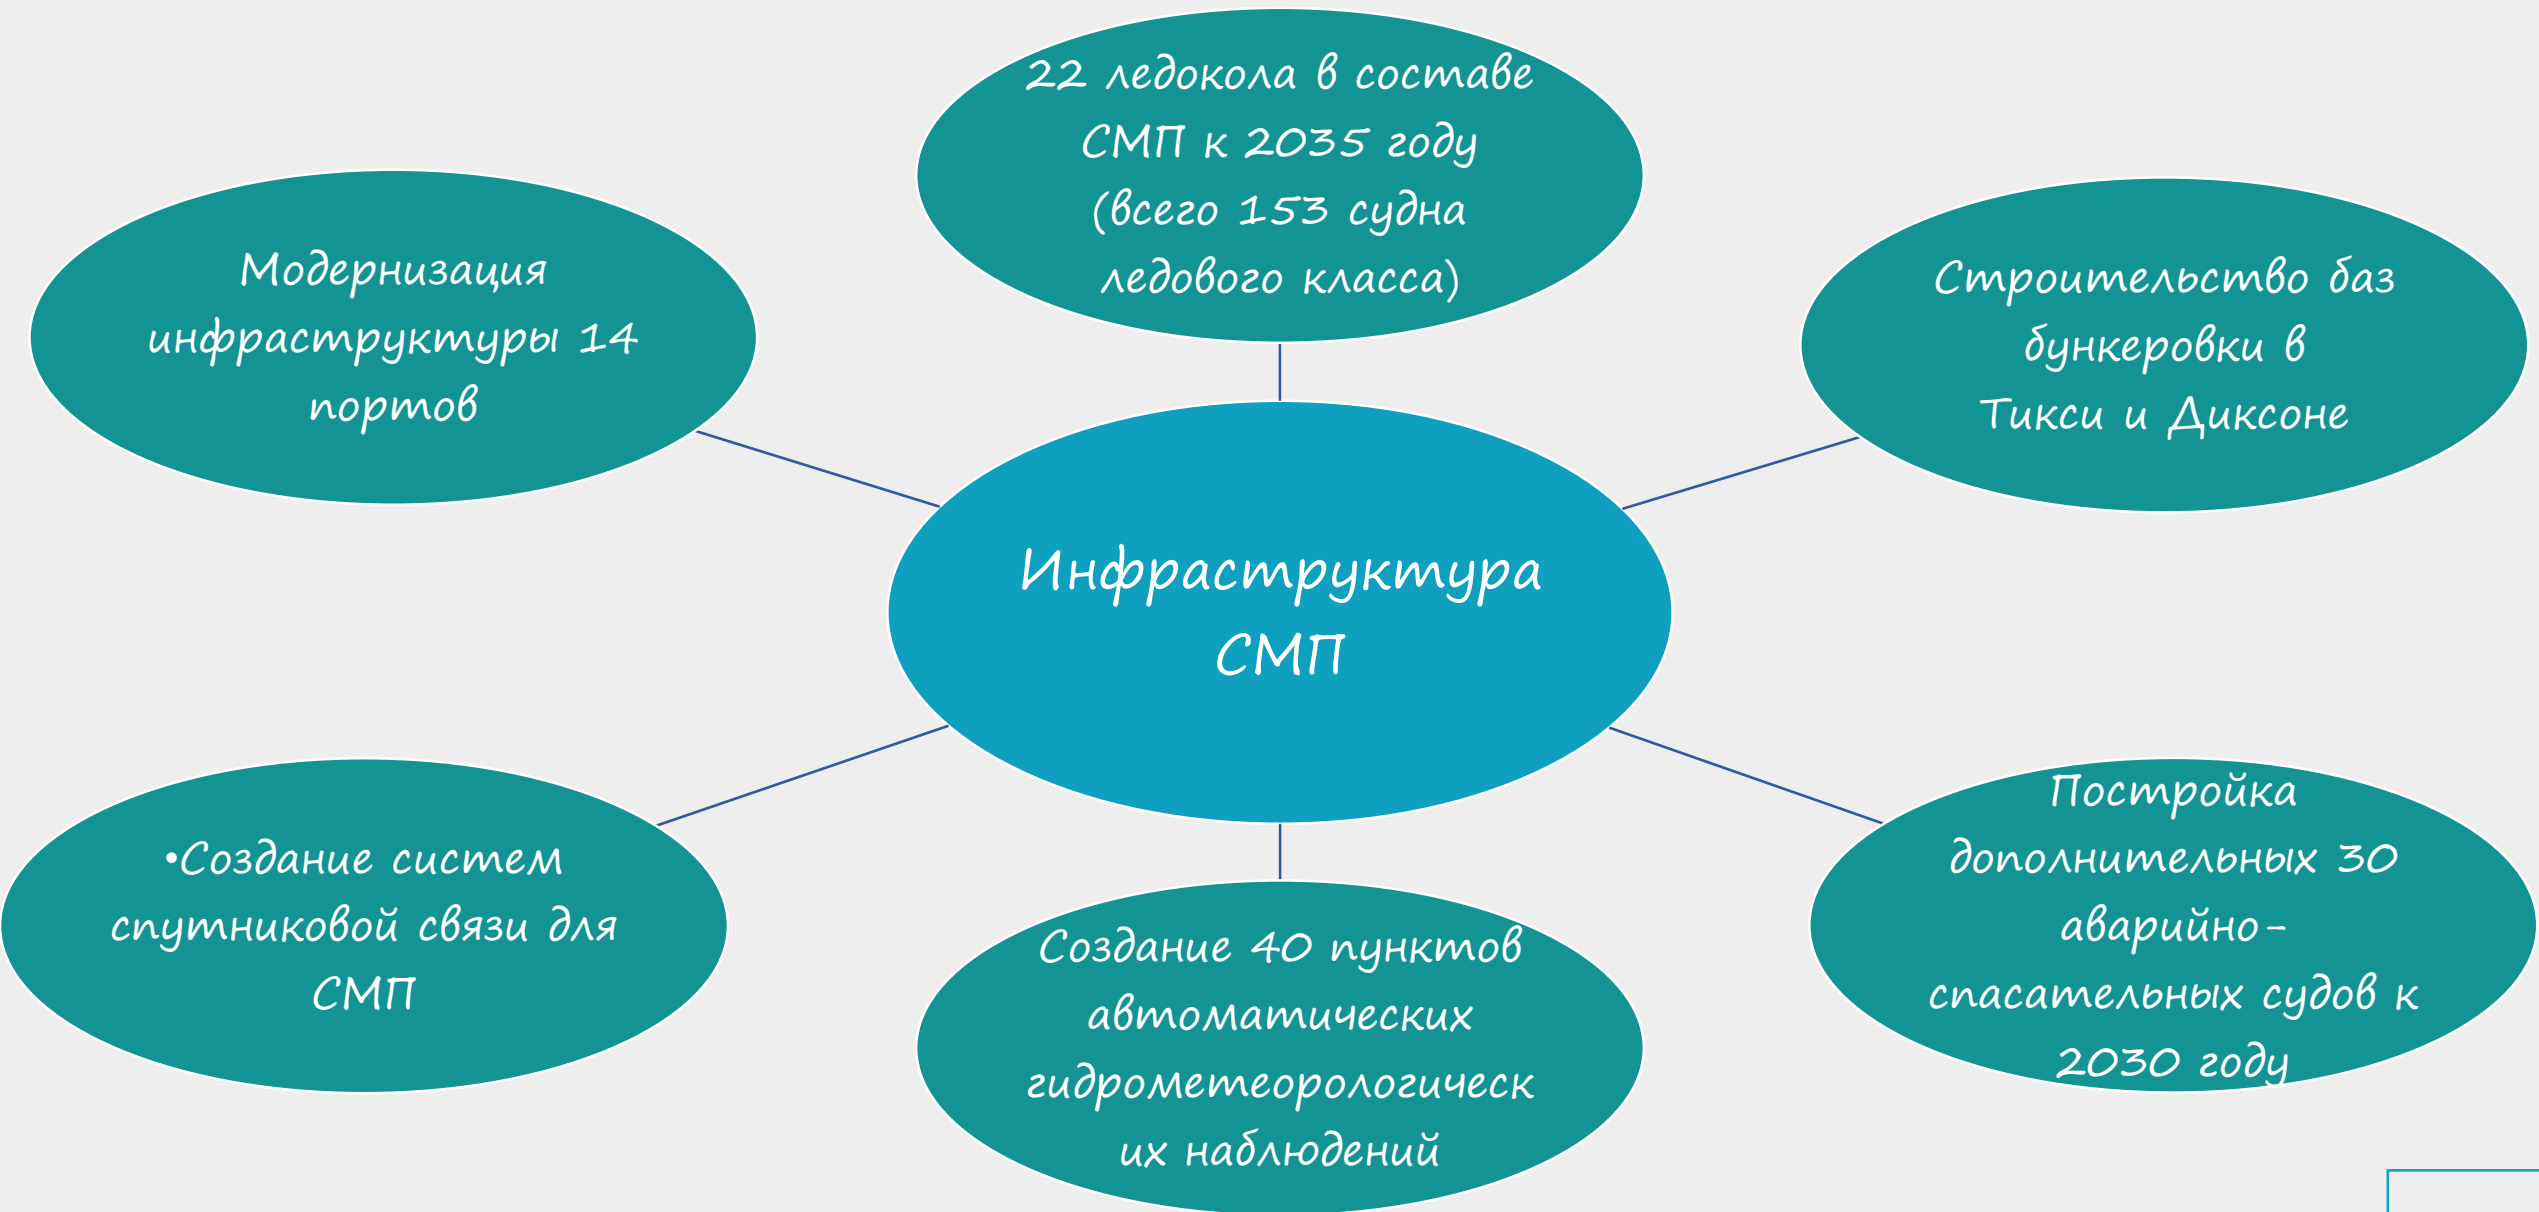 22 ледокола в составе
СМП к 2035 году
(всего 153 судна
ледового класса)
Модернизация
инфраструктуры 14
портов
Строительство баз
бункеровки в
Тикси и Диксоне
Инфраструктура
СМП
•Создание систем
спутниковой связи для
СМП
Создание 40 пунктов
автоматических
гидрометеорологическ
их наблюдений
Постройка
дополнительных 30
аварийно-
спасательных судов к
2030 году